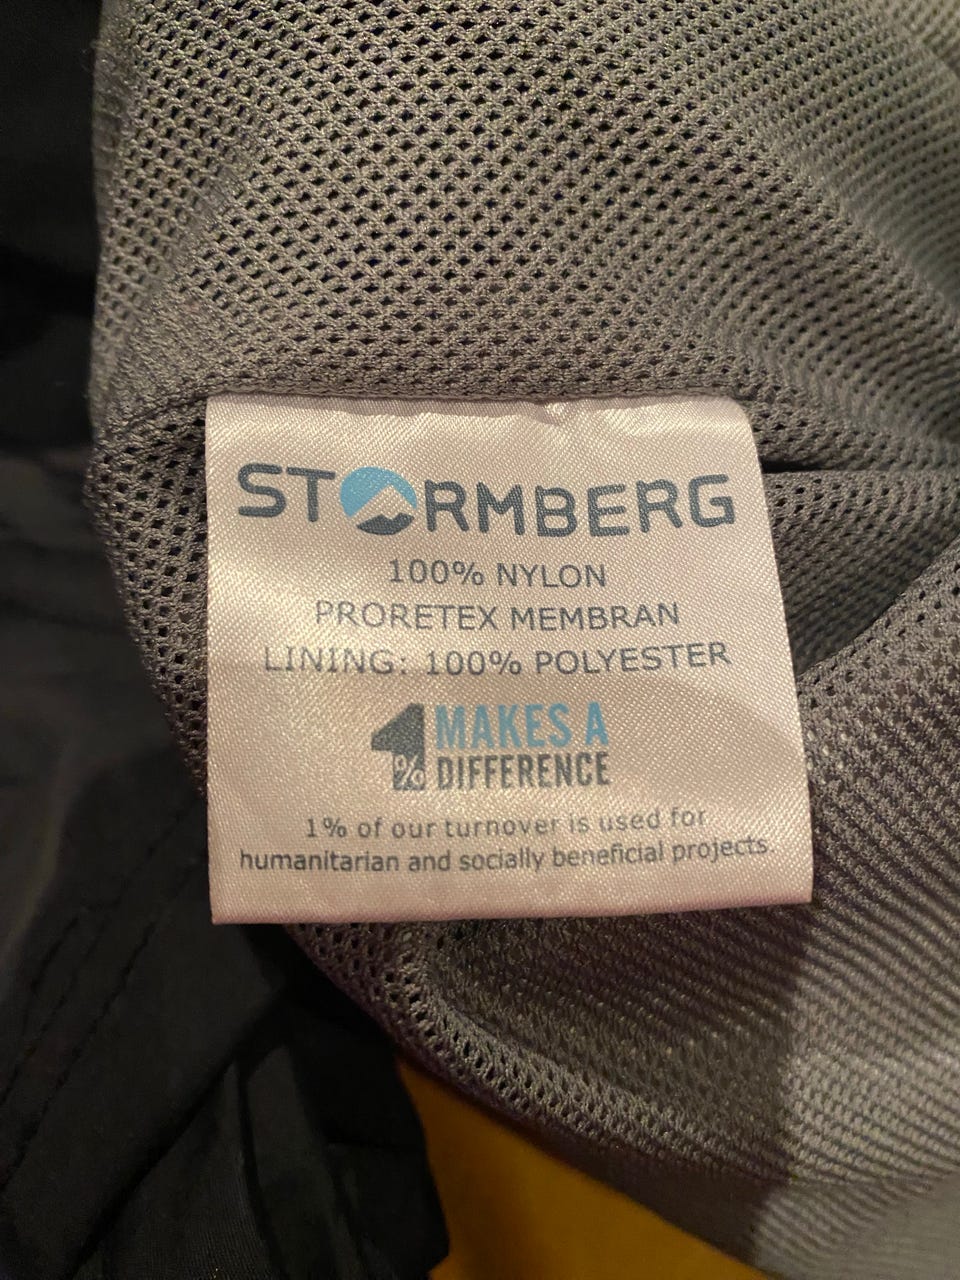 STORMBERG
100% NYLON
PRORETEX MEMBRAN
LINING: 100% POLYESTER
1% MAKES A
DIFFERENCE
1% of our turnover is used for
humanitarian and socially beneficial projects.